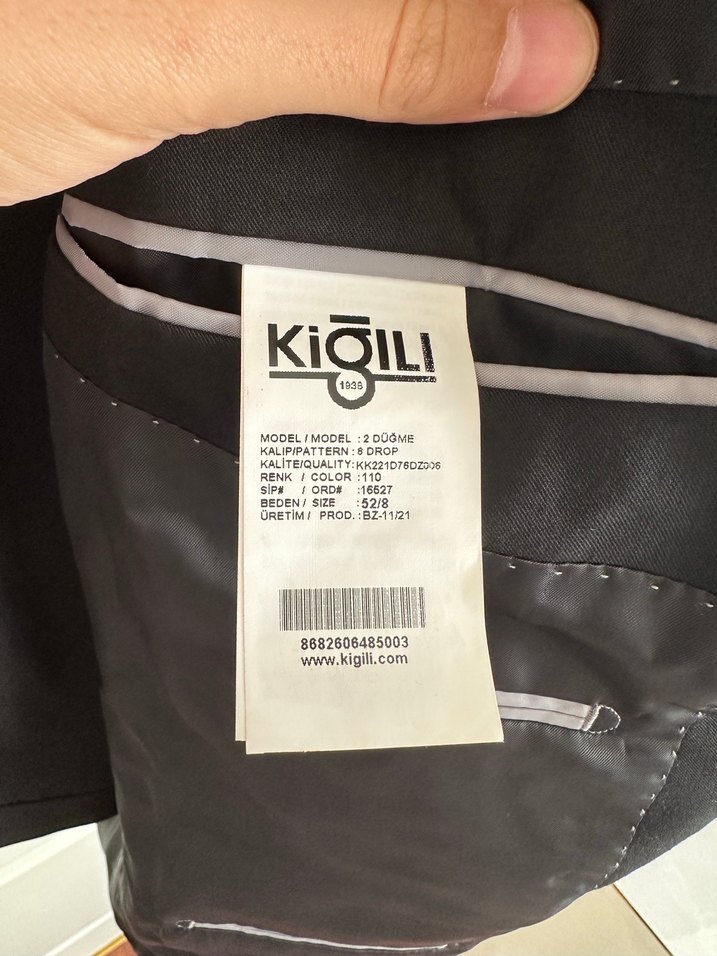 KiğILI
1938
MODEL / MODEL : 2 DÜĞME
KALIP/PATTERN : 8 DROP
KALİTE/QUALITY: KK221D76DZ006
RENK / COLOR : 110
SİP# / ORD# : 16527
BEDEN / SIZE : 52/8
ÜRETİM / PROD. : BZ-11/21
8682606485003
www.kigili.com